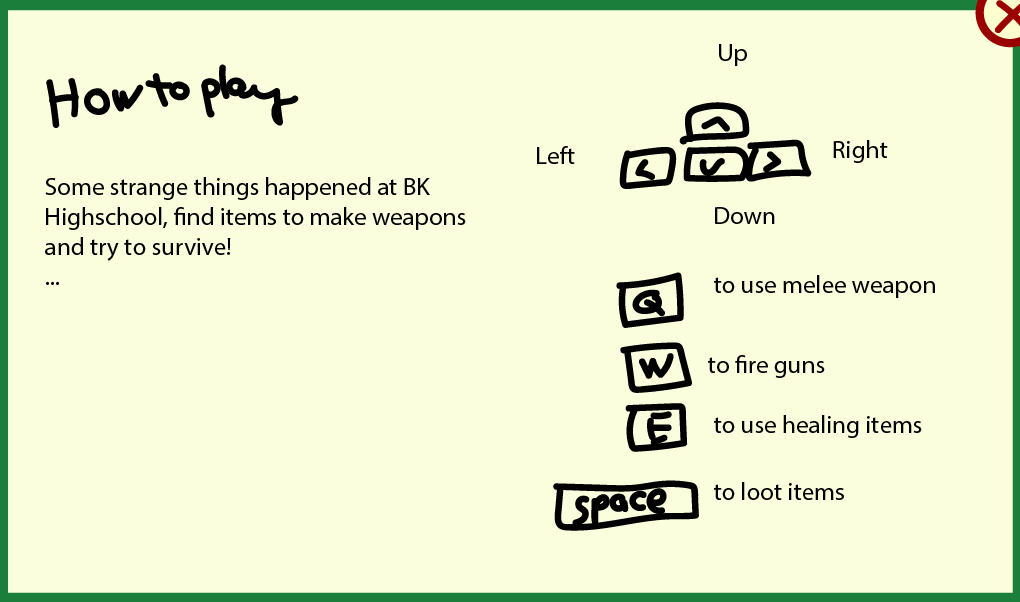 How to play
Some strange things happened at BK
Highschool, find items to make weapons
and try to survive!
...
Up
Left
Right
Down
Q to use melee weapon
W to fire guns
E to use healing items
space to loot items